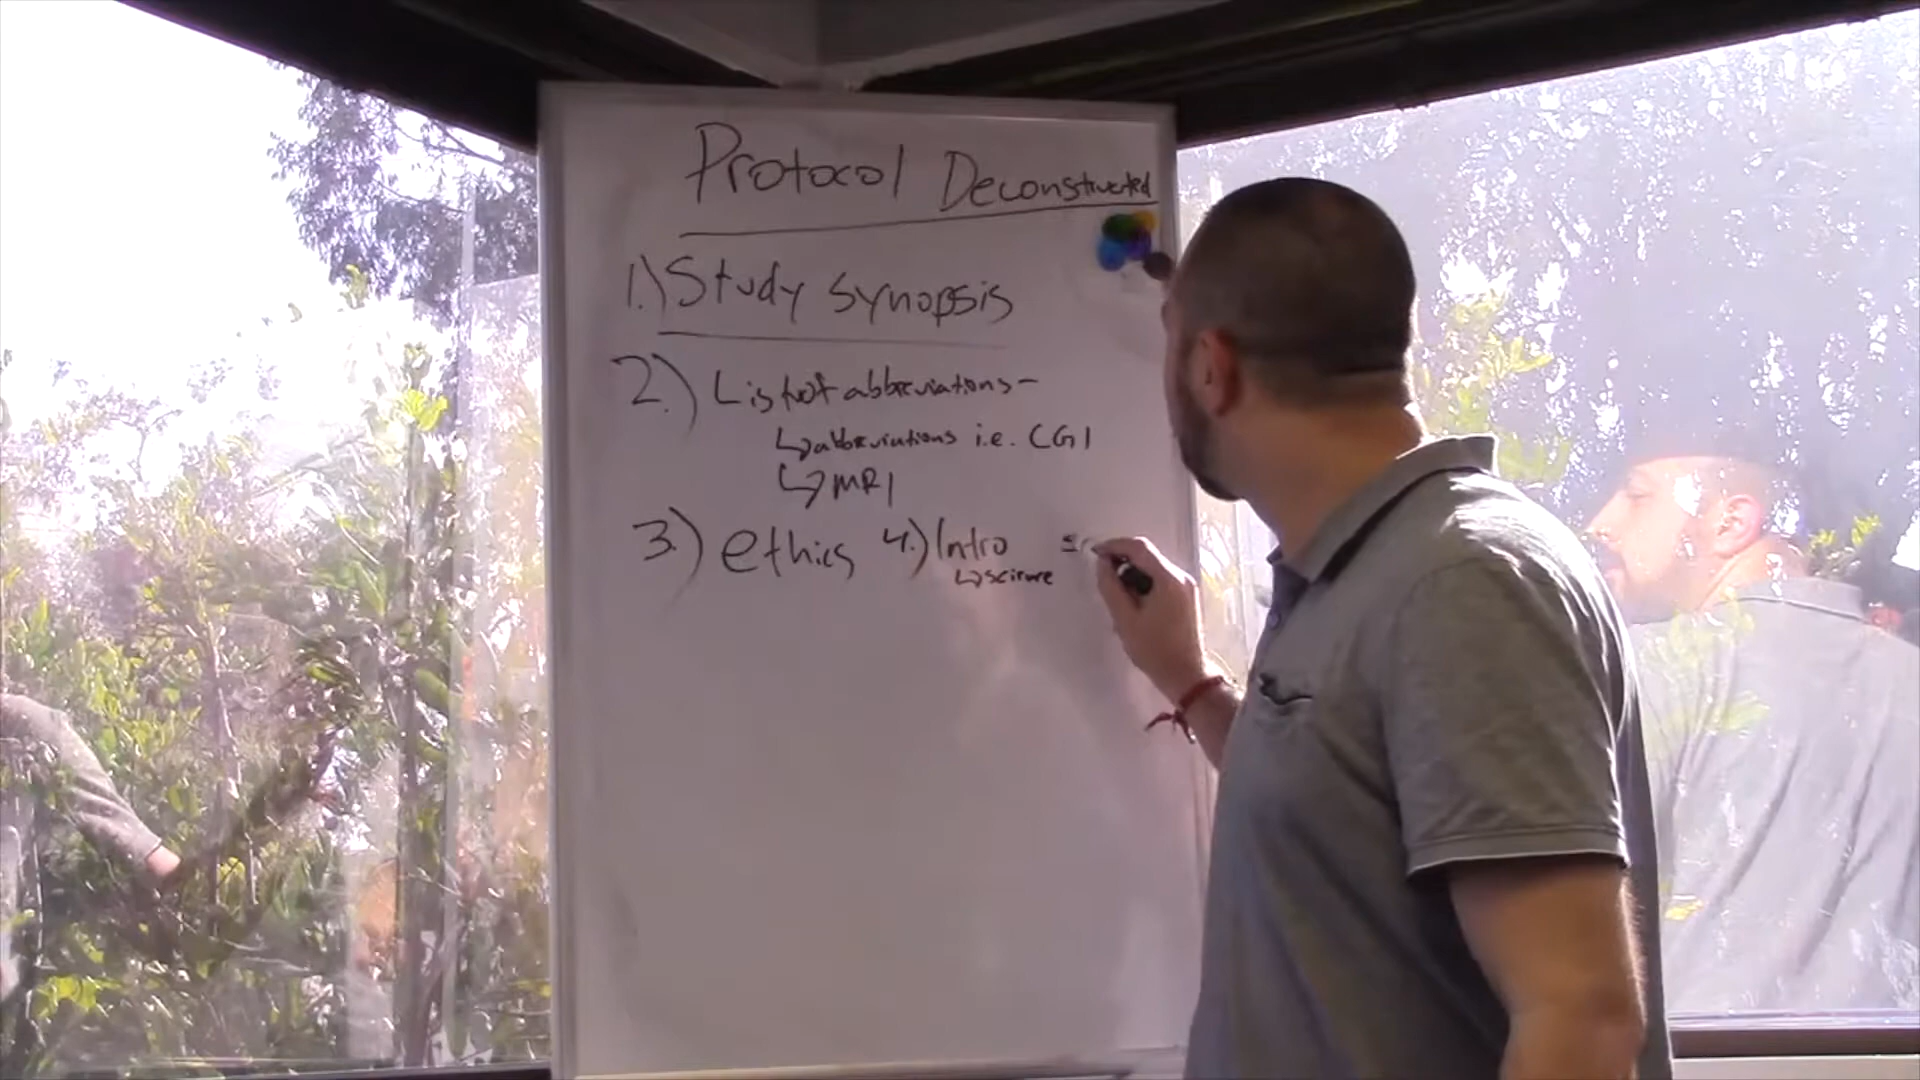 Protocol Deconstructed
1.) Study Synopsis
2.) List of abbreviations -
↳ abbreviations i.e. CGI
↳ MRI
3.) ethics 4.) Intro
↳ science